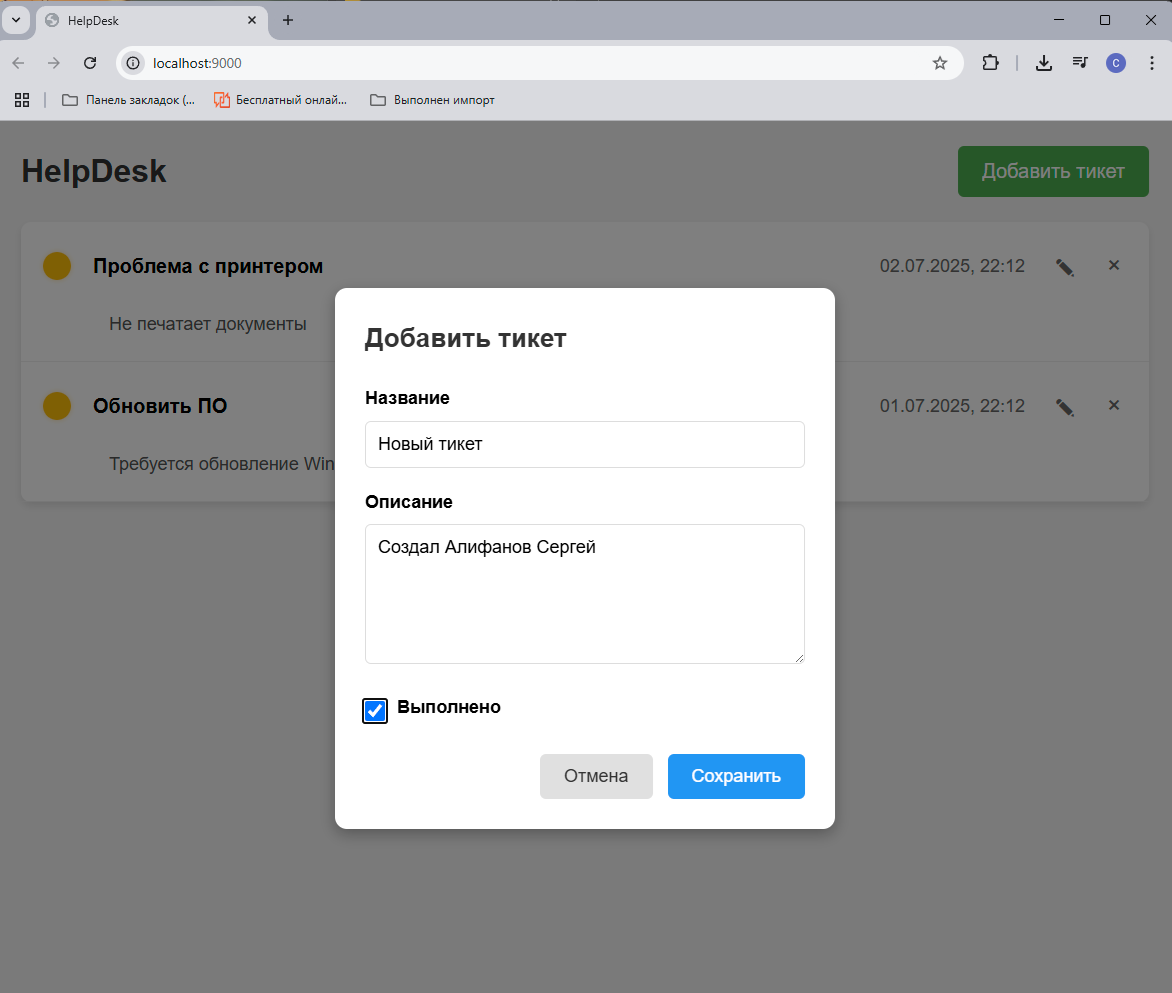 HelpDesk
localhost:9000
C
Панель закладок (...
Бесплатный онлай...
Выполнен импорт
HelpDesk
Добавить тикет
Проблема с принтером
02.07.2025, 22:12
Не печатает документы
Обновить ПО
01.07.2025, 22:12
Требуется обновление Win
Добавить тикет
Название
Новый тикет
Описание
Создал Алифанов Сергей
Выполнено
Отмена
Сохранить